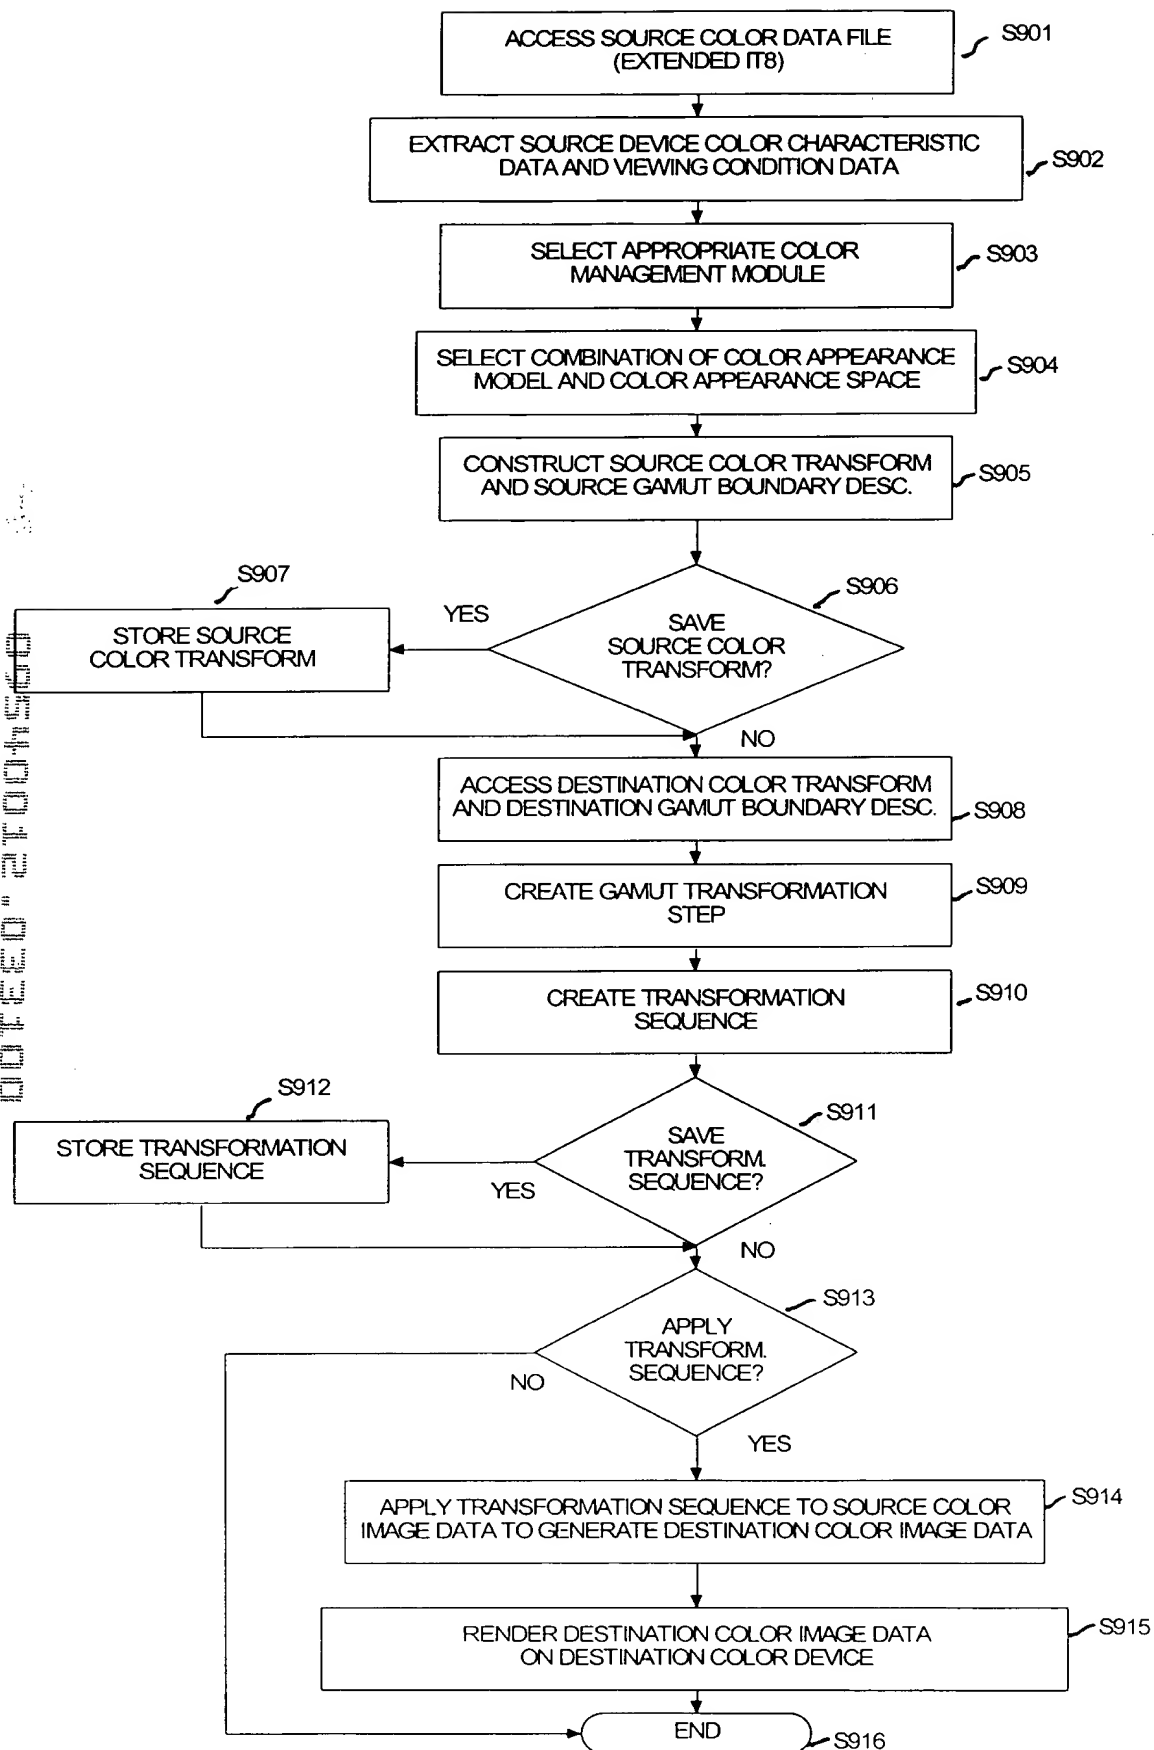 ACCESS SOURCE COLOR DATA FILE
(EXTENDED IT8)
S901
EXTRACT SOURCE DEVICE COLOR CHARACTERISTIC
DATA AND VIEWING CONDITION DATA
S902
SELECT APPROPRIATE COLOR
MANAGEMENT MODULE
S903
SELECT COMBINATION OF COLOR APPEARANCE
MODEL AND COLOR APPEARANCE SPACE
S904
CONSTRUCT SOURCE COLOR TRANSFORM
AND SOURCE GAMUT BOUNDARY DESC.
S905
SAVE
SOURCE COLOR
TRANSFORM?
S906
YES
S907
STORE SOURCE
COLOR TRANSFORM
NO
ACCESS DESTINATION COLOR TRANSFORM
AND DESTINATION GAMUT BOUNDARY DESC.
S908
CREATE GAMUT TRANSFORMATION
STEP
S909
CREATE TRANSFORMATION
SEQUENCE
S910
SAVE
TRANSFORM.
SEQUENCE?
S911
YES
S912
STORE TRANSFORMATION
SEQUENCE
NO
APPLY
TRANSFORM.
SEQUENCE?
S913
NO
YES
APPLY TRANSFORMATION SEQUENCE TO SOURCE COLOR
IMAGE DATA TO GENERATE DESTINATION COLOR IMAGE DATA
S914
RENDER DESTINATION COLOR IMAGE DATA
ON DESTINATION COLOR DEVICE
S915
END
S916